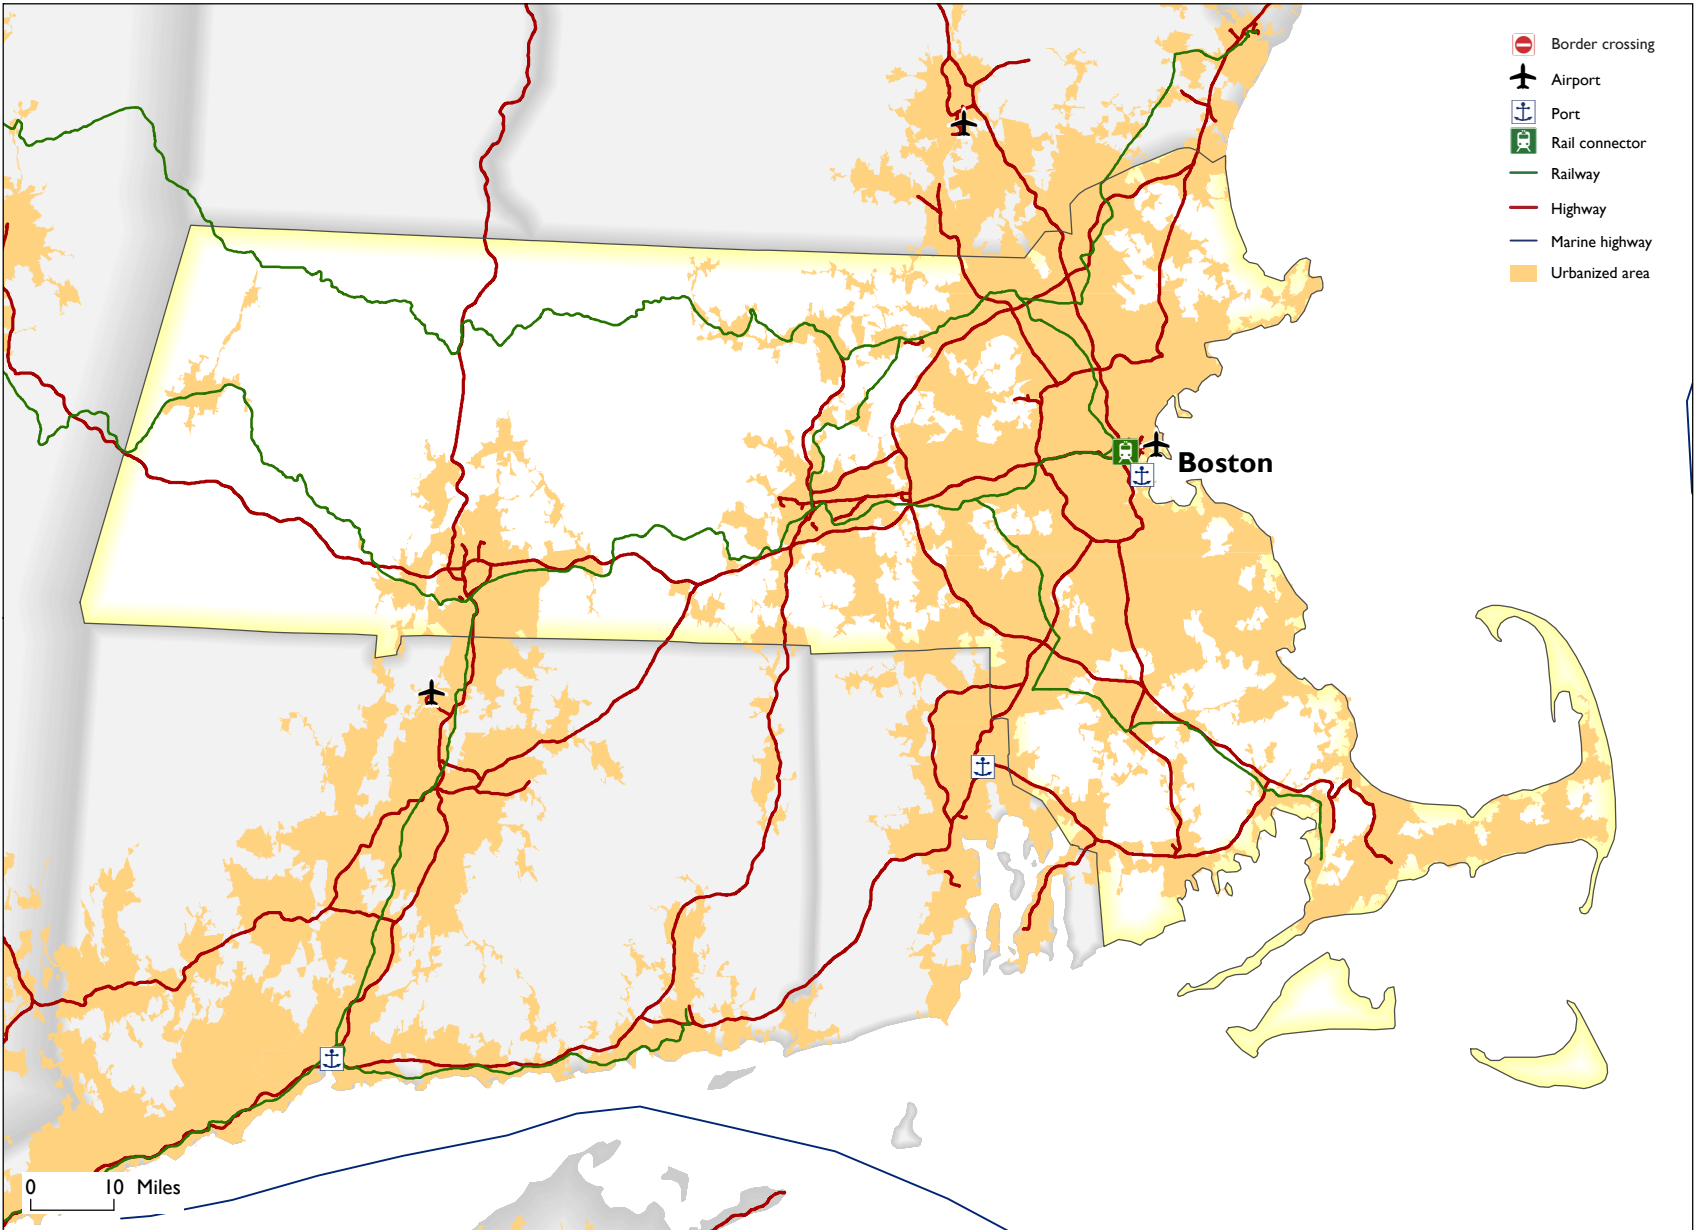 Border crossing
Airport
Port
Rail connector
Railway
Highway
Marine highway
Urbanized area
Boston
0 10 Miles